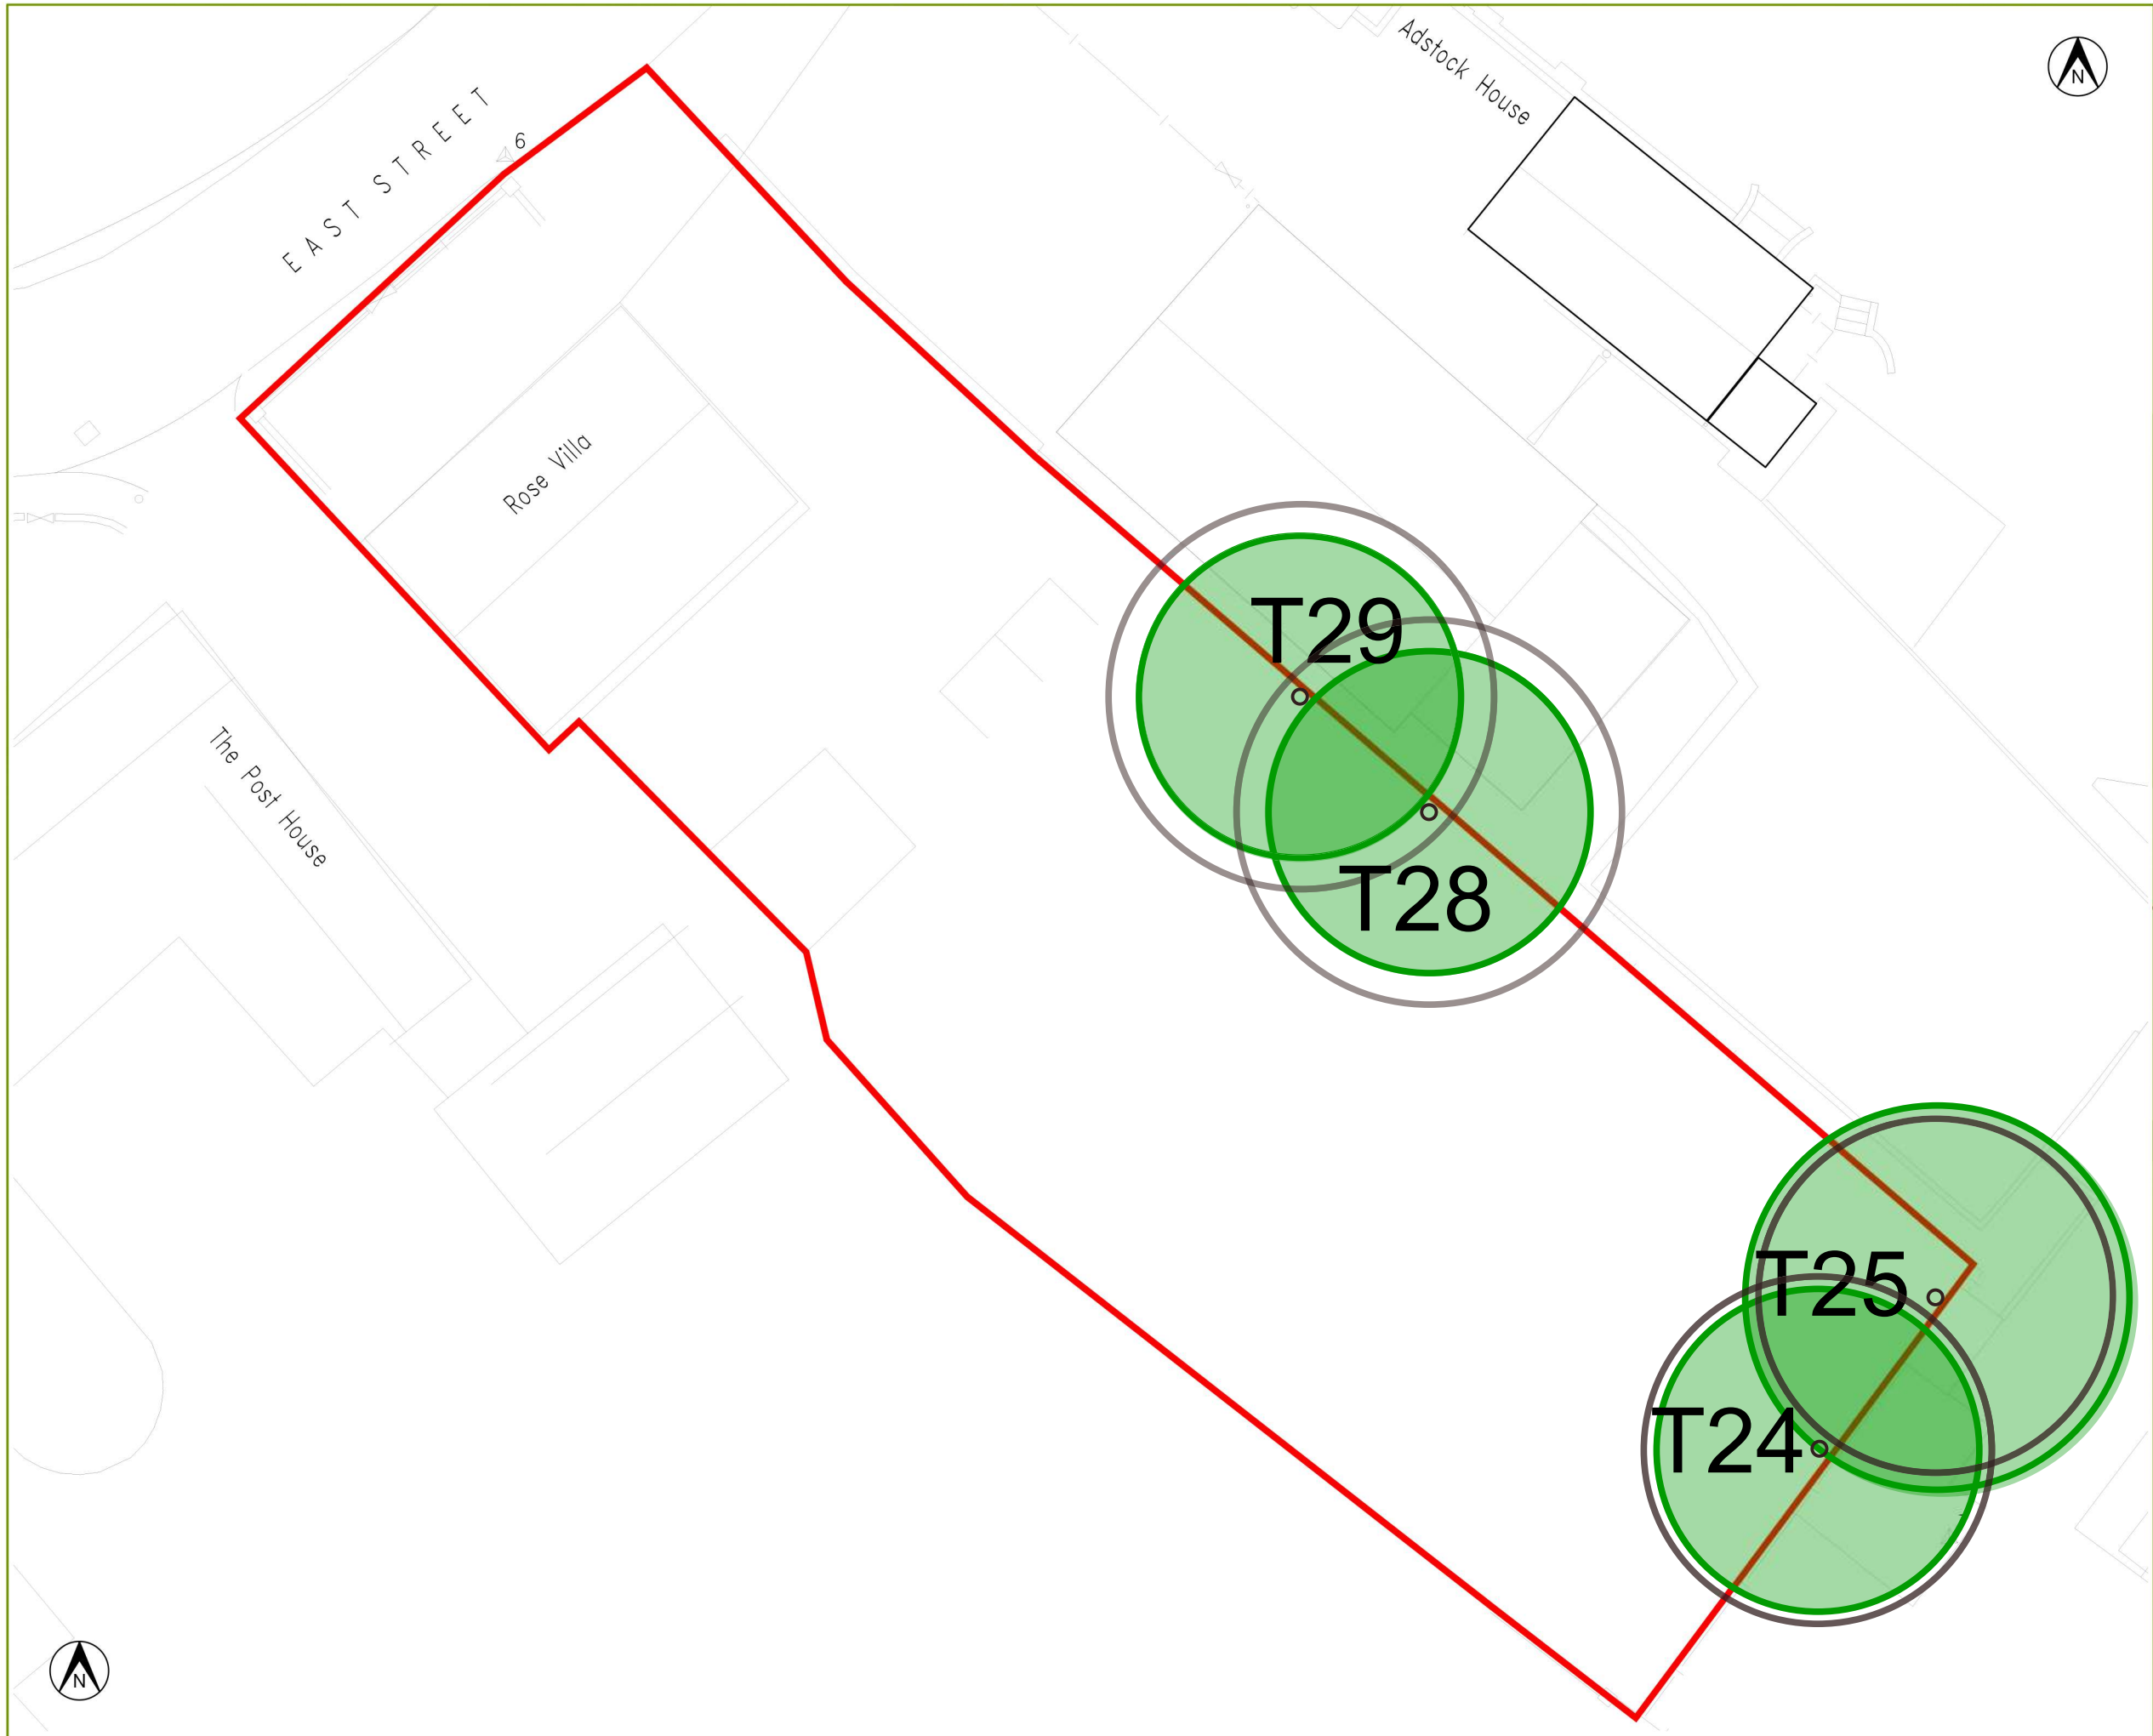 Adstock House
N
6
EAST STREET
Rose Villa
T29
The Post House
T28
T25
T24
N